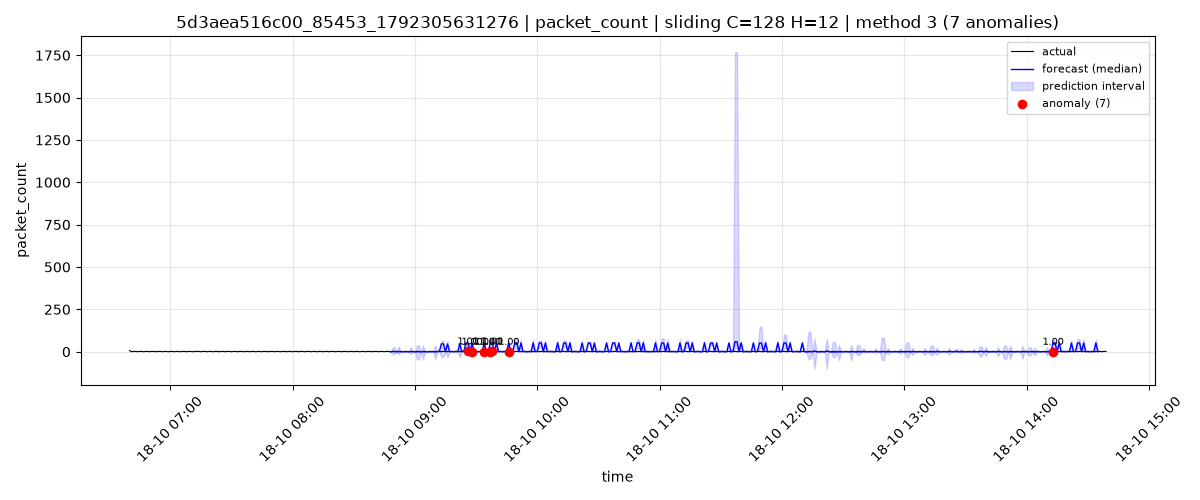 5d3aea516c00_85453_1792305631276 | packet_count | sliding C=128 H=12 | method 3 (7 anomalies)
actual
forecast (median)
prediction interval
anomaly (7)
packet_count
1750
1500
1250
1000
750
500
250
0
1.00
1.00
18-10 07:00
18-10 08:00
18-10 09:00
18-10 10:00
18-10 11:00
18-10 12:00
18-10 13:00
18-10 14:00
18-10 15:00
time